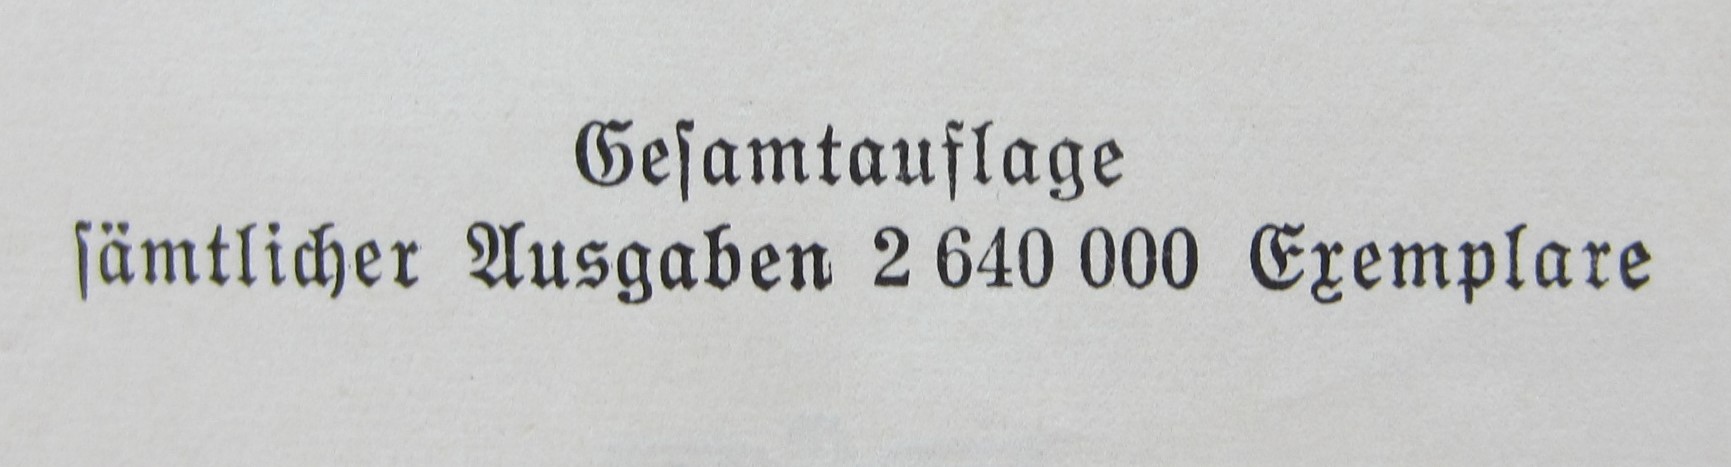 Geſamtauflage
ſämtlicher Ausgaben 2 640 000 Exemplare